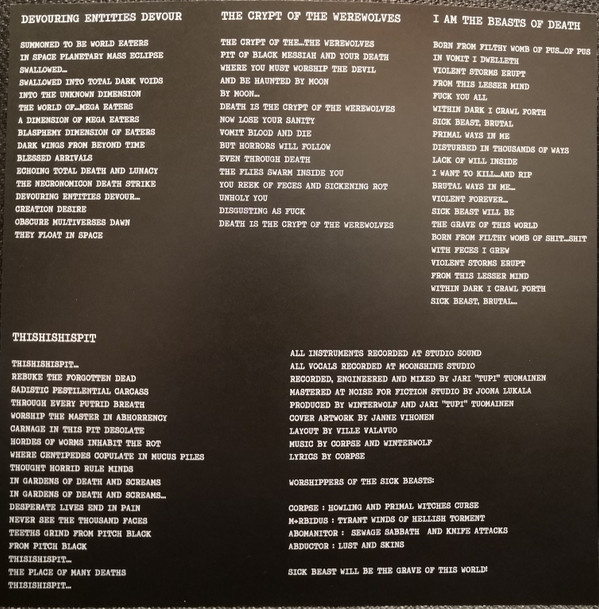 DEVOURING ENTITIES DEVOUR
SUMMONED TO BE WORLD EATERS
IN SPACE PLANETARY MASS ECLIPSE
SWALLOWED...
SWALLOWED INTO TOTAL DARK VOIDS
INTO THE UNKNOWN DIMENSION
THE WORLD OF...MEGA EATERS
A DIMENSION OF MEGA EATERS
BLASPHEMY DIMENSION OF EATERS
DARK WINGS FROM BEYOND TIME
BLESSED ARRIVALS
ECHOING TOTAL DEATH AND LUNACY
THE NECRONOMICON DEATH STRIKE
DEVOURING ENTITIES DEVOUR...
CREATION DESIRE
OBSCURE MULTIVERSES DAWN
THEY FLOAT IN SPACE
THE CRYPT OF THE WEREWOLVES
THE CRYPT OF THE...THE WEREWOLVES
PIT OF BLACK MESSIAH AND YOUR DEATH
WHERE YOU MUST WORSHIP THE DEVIL
AND BE HAUNTED BY MOON
BY MOON...
DEATH IS THE CRYPT OF THE WEREWOLVES
NOW LOSE YOUR SANITY
VOMIT BLOOD AND DIE
BUT HORRORS WILL FOLLOW
EVEN THROUGH DEATH
THE FLIES SWARM INSIDE YOU
YOU REEK OF FECES AND SICKENING ROT
UNHOLY YOU
DISGUSTING AS FUCK
DEATH IS THE CRYPT OF THE WEREWOLVES
I AM THE BEASTS OF DEATH
BORN FROM FILTHY WOMB OF PUS...OF PUS
IN VOMIT I DWELLETH
VIOLENT STORMS ERUPT
FROM THIS LESSER MIND
FUCK YOU ALL
WITHIN DARK I CRAWL FORTH
SICK BEAST, BRUTAL
PRIMAL WAYS IN ME
DISTURBED IN THOUSANDS OF WAYS
LACK OF WILL INSIDE
I WANT TO KILL...AND RIP
BRUTAL WAYS IN ME...
VIOLENT FOREVER...
SICK BEAST WILL BE
THE GRAVE OF THIS WORLD
BORN FROM FILTHY WOMB OF SHIT...SHIT
WITH FECES I GREW
VIOLENT STORMS ERUPT
FROM THIS LESSER MIND
WITHIN DARK I CRAWL FORTH
SICK BEAST, BRUTAL...
THISHISHISPIT
THISHISHISPIT...
REBUKE THE FORGOTTEN DEAD
SADISTIC PESTILENTIAL CARCASS
THROUGH EVERY PUTRID BREATH
WORSHIP THE MASTER IN ABHORRENCY
CARNAGE IN THIS PIT DESOLATE
HORDES OF WORMS INHABIT THE ROT
WHERE CENTIPEDES COPULATE IN MUCUS PILES
THOUGHT HORRID RULE MINDS
IN GARDENS OF DEATH AND SCREAMS
IN GARDENS OF DEATH AND SCREAMS...
DESPERATE LIVES END IN PAIN
NEVER SEE THE THOUSAND FACES
TEETHS GRIND FROM PITCH BLACK
FROM PITCH BLACK
THISISHISPIT...
THE PLACE OF MANY DEATHS
THISISHISPIT...
ALL INSTRUMENTS RECORDED AT STUDIO SOUND
ALL VOCALS RECORDED AT MOONSHINE STUDIO
RECORDED, ENGINEERED AND MIXED BY JARI "TUPI" TUOMAINEN
MASTERED AT NOISE FOR FICTION STUDIO BY JOONA LUKALA
PRODUCED BY WINTERWOLF AND JARI "TUPI" TUOMAINEN
COVER ARTWORK BY JANNE VIHONEN
LAYOUT BY VILLE VALAVUO
MUSIC BY CORPSE AND WINTERWOLF
LYRICS BY CORPSE
WORSHIPPERS OF THE SICK BEASTS:
CORPSE : HOWLING AND PRIMAL WITCHES CURSE
M+RBIDUS : TYRANT WINDS OF HELLISH TORMENT
ABOMANITOR : SEWAGE SABBATH AND KNIFE ATTACKS
ABDUCTOR : LUST AND SKINS
SICK BEAST WILL BE THE GRAVE OF THIS WORLD!